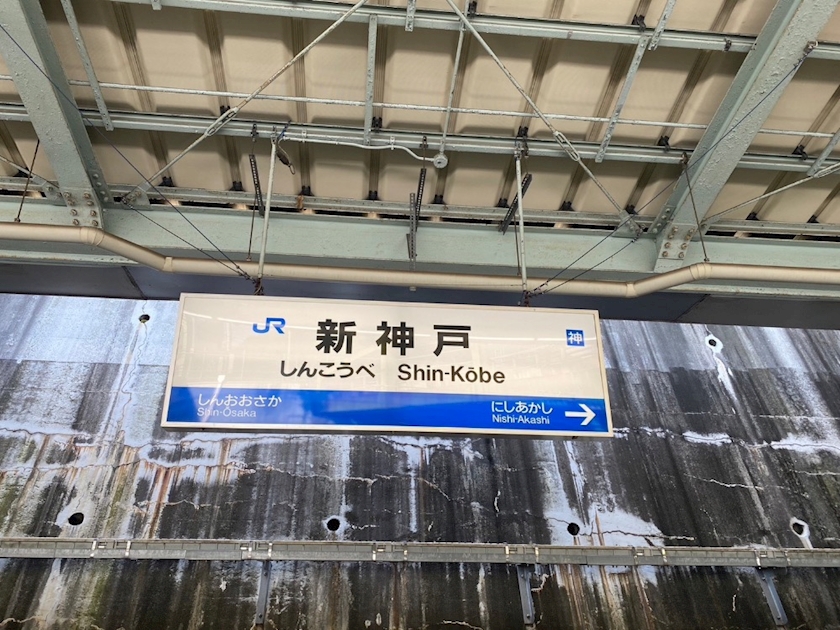 JR 新神戸 神
しんこうべ Shin-Kōbe
しんおおさか にしあかし →
Shin-Ōsaka Nishi-Akashi